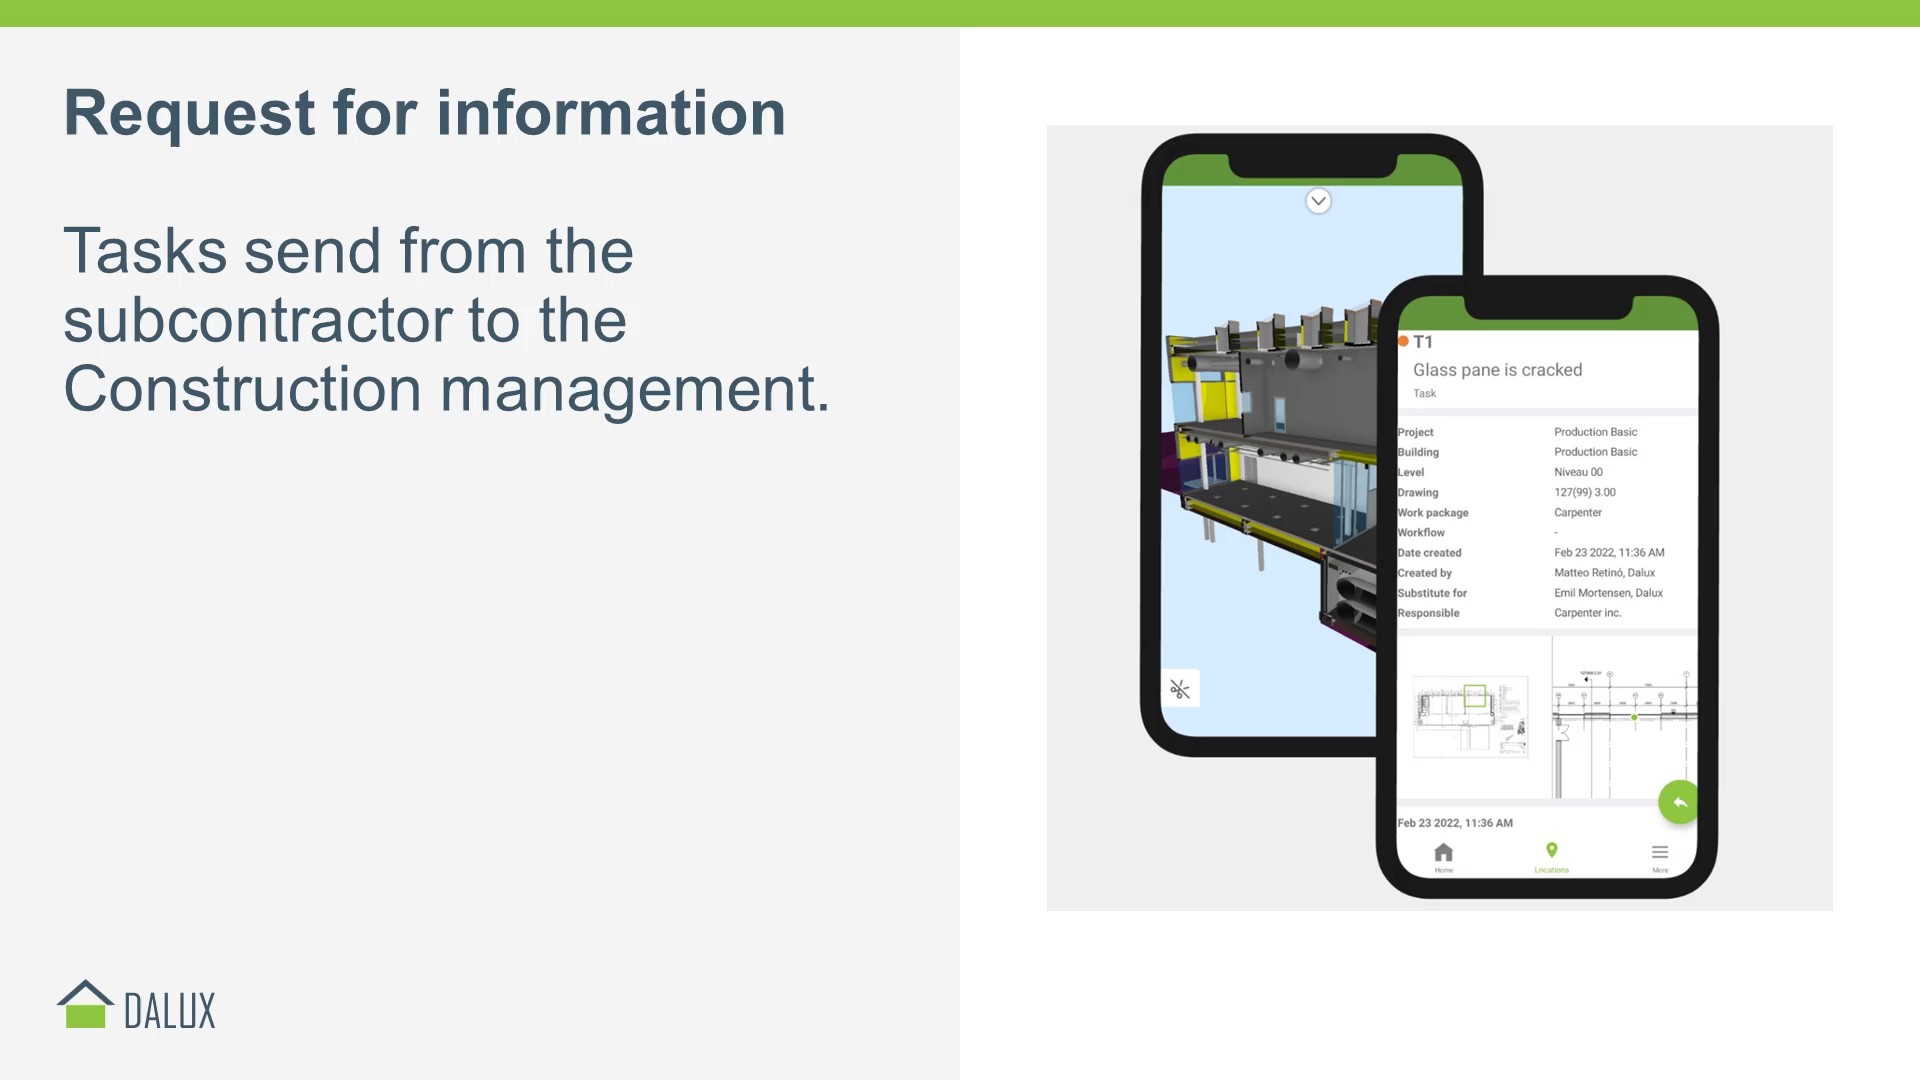 Request for information
Tasks send from the
subcontractor to the
Construction management.
T1
Glass pane is cracked
Task
Project Production Basic
Building Production Basic
Level Niveau 00
Drawing 127(99) 3.00
Work package Carpenter
Workflow -
Date created Feb 23 2022, 11:36 AM
Created by Matteo Retinó, Dalux
Substitute for Emil Mortensen, Dalux
Responsible Carpenter inc.
Feb 23 2022, 11:36 AM
Home Locations More
DALUX